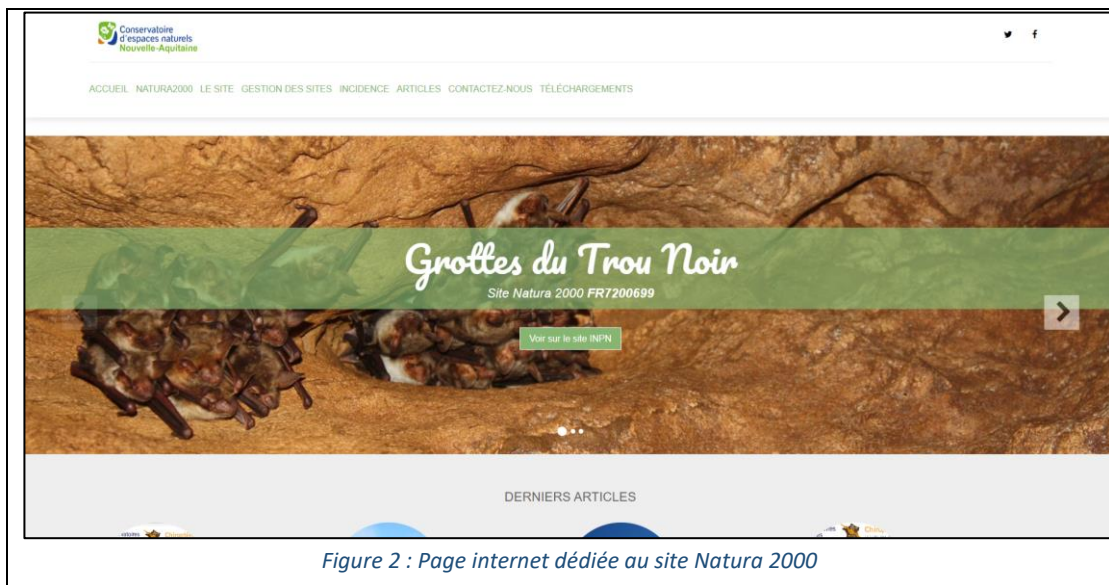 Conservatoire
d'espaces naturels
Nouvelle-Aquitaine
ACCUEIL NATURA2000 LE SITE GESTION DES SITES INCIDENCE ARTICLES CONTACTEZ-NOUS TÉLÉCHARGEMENTS
Grottes du Trou Noir
Site Natura 2000 FR7200699
Voir sur le site INPN
DERNIERS ARTICLES
Figure 2 : Page internet dédiée au site Natura 2000